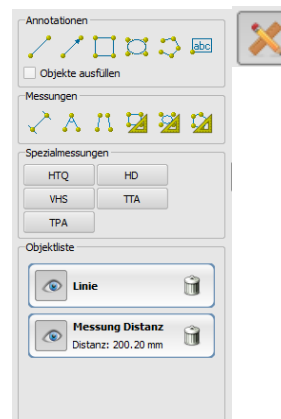 Annotationen
abc
Objekte ausfüllen
Messungen
Spezialmessungen
HTQ HD
VHS TTA
TPA
Objektliste
Linie
Messung Distanz
Distanz: 200.20 mm